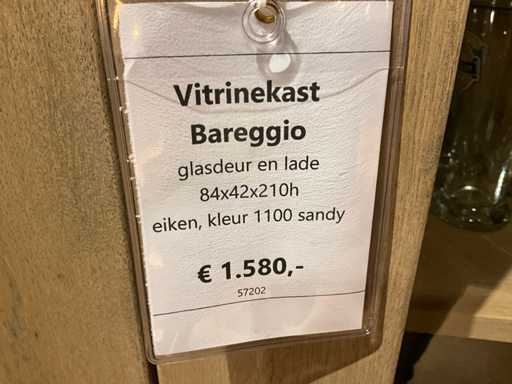 Vitrinekast
Bareggio
glasdeur en lade
84x42x210h
eiken, kleur 1100 sandy
€ 1.580,-
57202